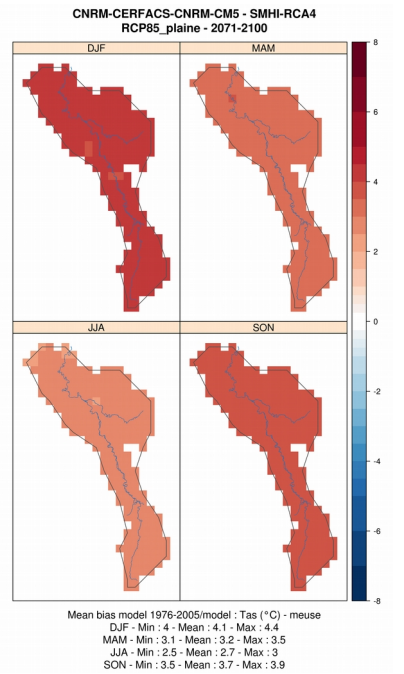 CNRM-CERFACS-CNRM-CM5 - SMHI-RCA4
RCP85_plaine - 2071-2100
DJF
MAM
8
6
4
2
0
-2
-4
-6
-8
JJA
SON
Mean bias model 1976-2005/model : Tas (°C) - meuse
DJF - Min : 4 - Mean : 4.1 - Max : 4.4
MAM - Min : 3.1 - Mean : 3.2 - Max : 3.5
JJA - Min : 2.5 - Mean : 2.7 - Max : 3
SON - Min : 3.5 - Mean : 3.7 - Max : 3.9